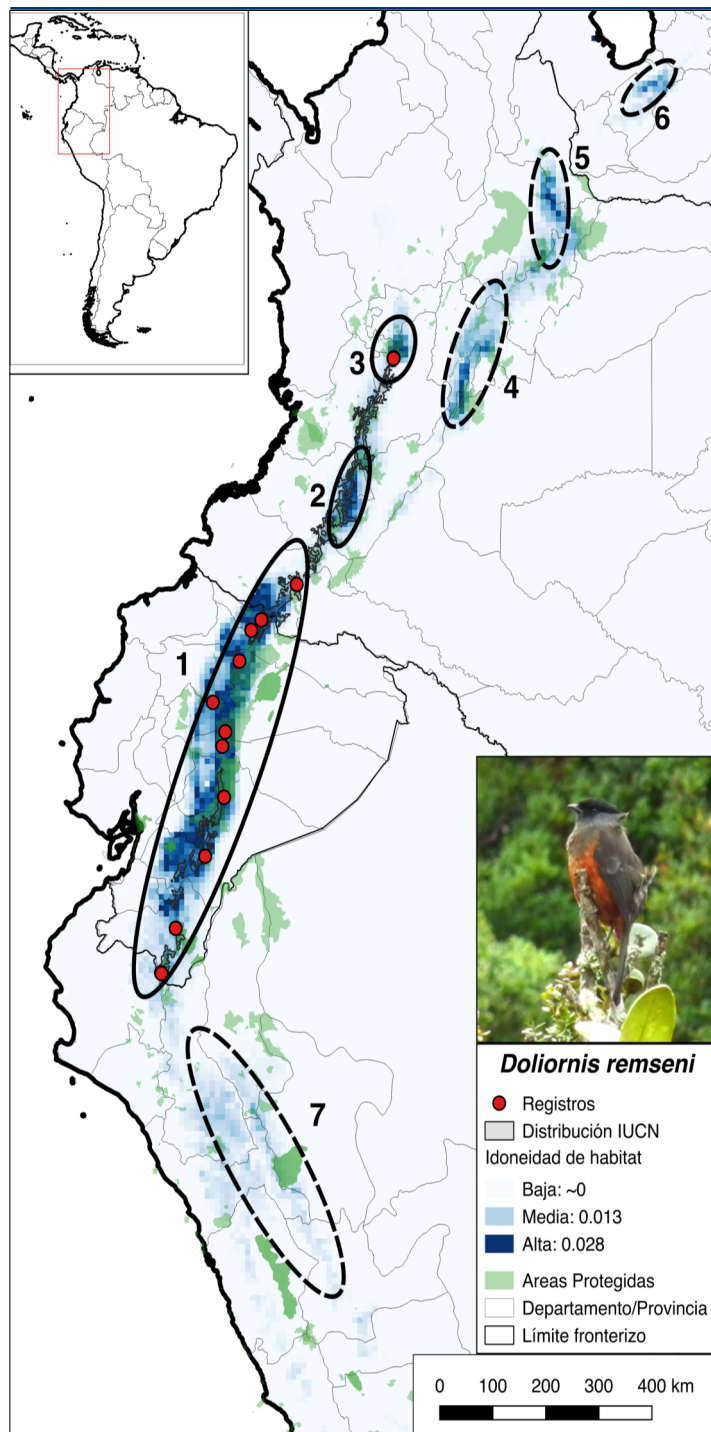 6
5
3
4
2
1
7
Doliornis remseni
Registros
Distribución IUCN
Idoneidad de habitat
Baja: ~0
Media: 0.013
Alta: 0.028
Areas Protegidas
Departamento/Provincia
Límite fronterizo
0 100 200 300 400 km